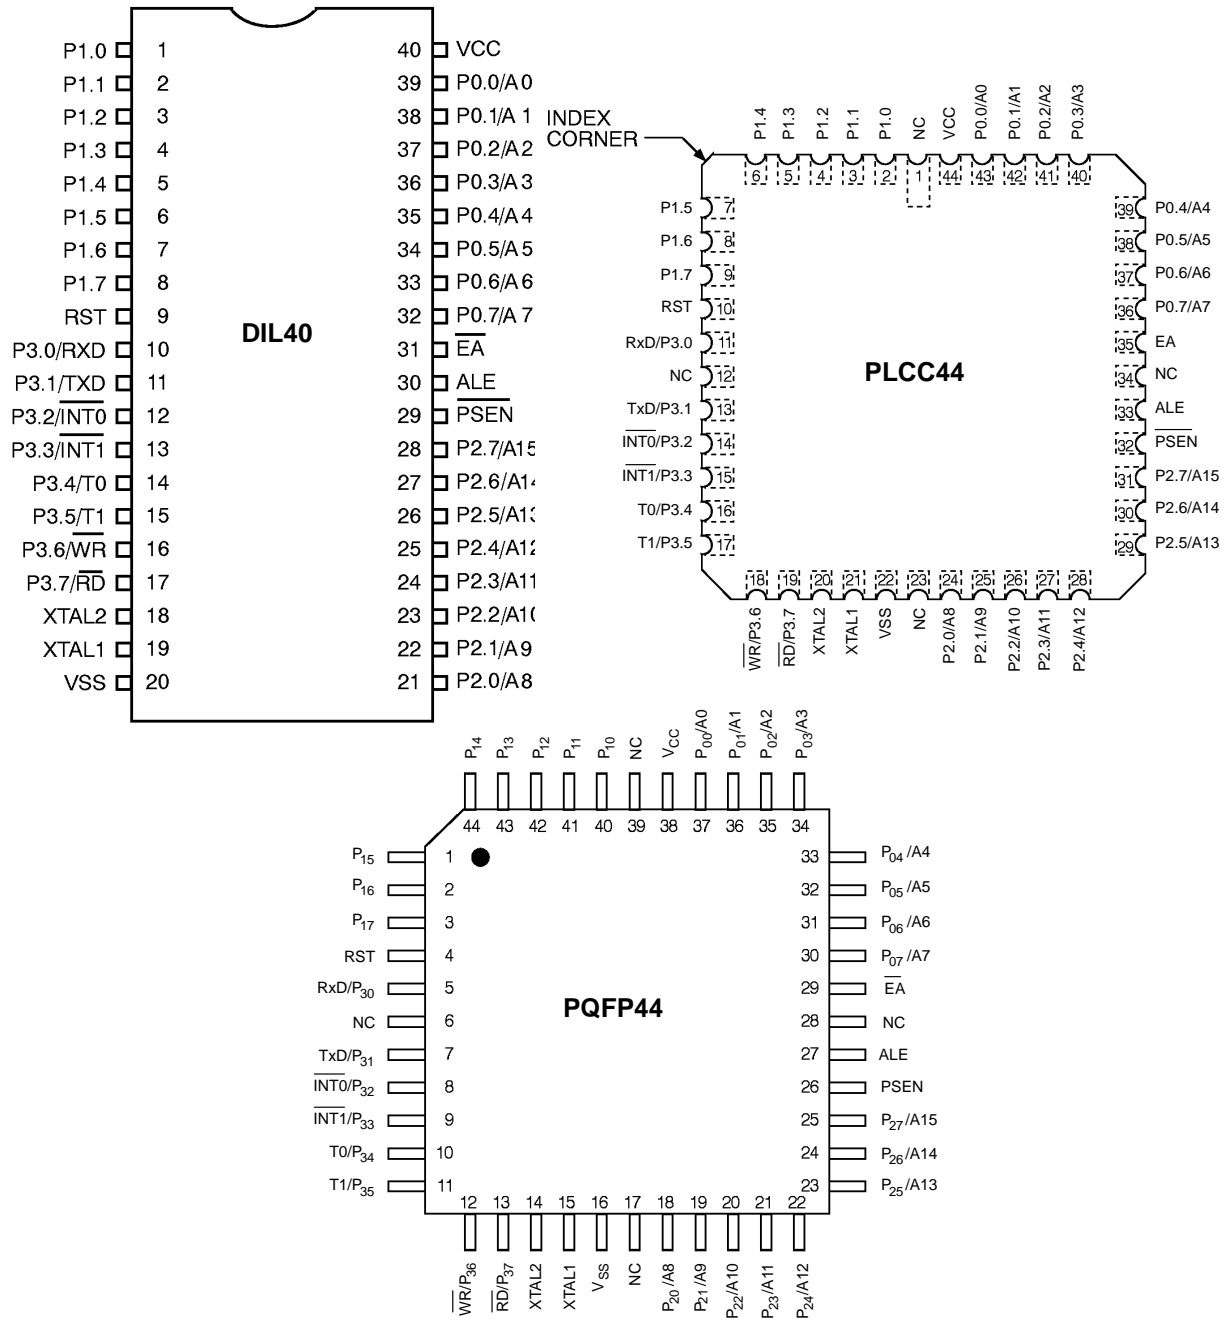 P1.0 1 40 VCC
P1.1 2 39 P0.0/A 0
P1.2 3 38 P0.1/A 1
P1.3 4 37 P0.2/A 2
P1.4 5 36 P0.3/A 3
P1.5 6 35 P0.4/A 4
P1.6 7 34 P0.5/A 5
P1.7 8 33 P0.6/A 6
RST 9 32 P0.7/A 7
DIL40
P3.0/RXD 10 31 EA
P3.1/TXD 11 30 ALE
P3.2/INT0 12 29 PSEN
P3.3/INT1 13 28 P2.7/A15
P3.4/T0 14 27 P2.6/A14
P3.5/T1 15 26 P2.5/A13
P3.6/WR 16 25 P2.4/A12
P3.7/RD 17 24 P2.3/A11
XTAL2 18 23 P2.2/A10
XTAL1 19 22 P2.1/A 9
VSS 20 21 P2.0/A 8
INDEX
CORNER
P1.4 P1.3 P1.2 P1.1 P1.0 NC VCC P0.0/A0 P0.1/A1 P0.2/A2 P0.3/A3
6 5 4 3 2 1 44 43 42 41 40
P1.5 7 39 P0.4/A4
P1.6 8 38 P0.5/A5
P1.7 9 37 P0.6/A6
RST 10 36 P0.7/A7
RxD/P3.0 11 35 EA
PLCC44
NC 12 34 NC
TxD/P3.1 13 33 ALE
INT0/P3.2 14 32 PSEN
INT1/P3.3 15 31 P2.7/A15
T0/P3.4 16 30 P2.6/A14
T1/P3.5 17 29 P2.5/A13
18 19 20 21 22 23 24 25 26 27 28
WR/P3.6 RD/P3.7 XTAL2 XTAL1 VSS NC P2.0/A8 P2.1/A9 P2.2/A10 P2.3/A11 P2.4/A12
P14 P13 P12 P11 P10 NC VCC P00/A0 P01/A1 P02/A2 P03/A3
44 43 42 41 40 39 38 37 36 35 34
P15 1 33 P04/A4
P16 2 32 P05/A5
P17 3 31 P06/A6
RST 4 30 P07/A7
RxD/P30 5 29 EA
PQFP44
NC 6 28 NC
TxD/P31 7 27 ALE
INT0/P32 8 26 PSEN
INT1/P33 9 25 P27/A15
T0/P34 10 24 P26/A14
T1/P35 11 23 P25/A13
12 13 14 15 16 17 18 19 20 21 22
WR/P36 RD/P37 XTAL2 XTAL1 VSS NC P20/A8 P21/A9 P22/A10 P23/A11 P24/A12